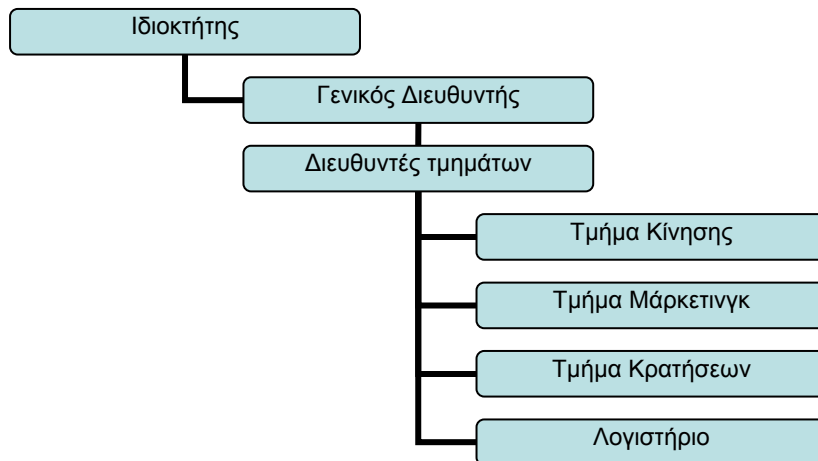 Ιδιοκτήτης
Γενικός Διευθυντής
Διευθυντές τμημάτων
Τμήμα Κίνησης
Τμήμα Μάρκετινγκ
Τμήμα Κρατήσεων
Λογιστήριο